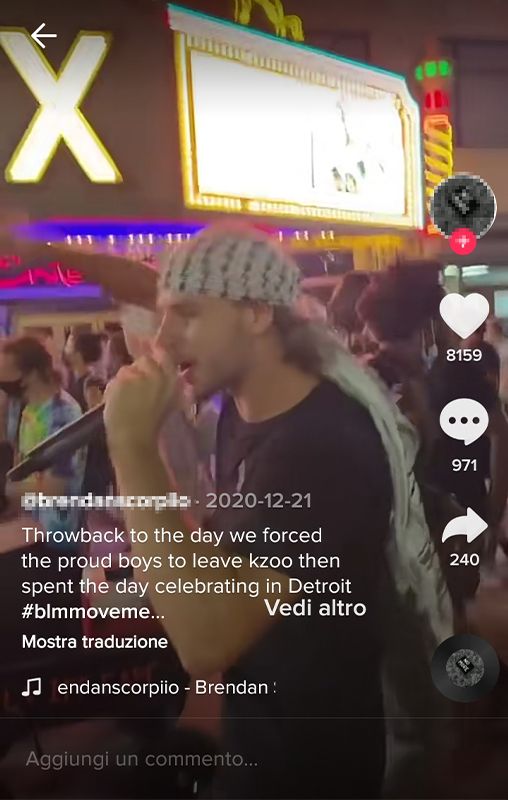 X
8159
971
240
@brendanscorpiio · 2020-12-21
Throwback to the day we forced
the proud boys to leave kzoo then
spent the day celebrating in Detroit
#blmmoveme... Vedi altro
Mostra traduzione
endanscorpiio - Brendan
Aggiungi un commento...